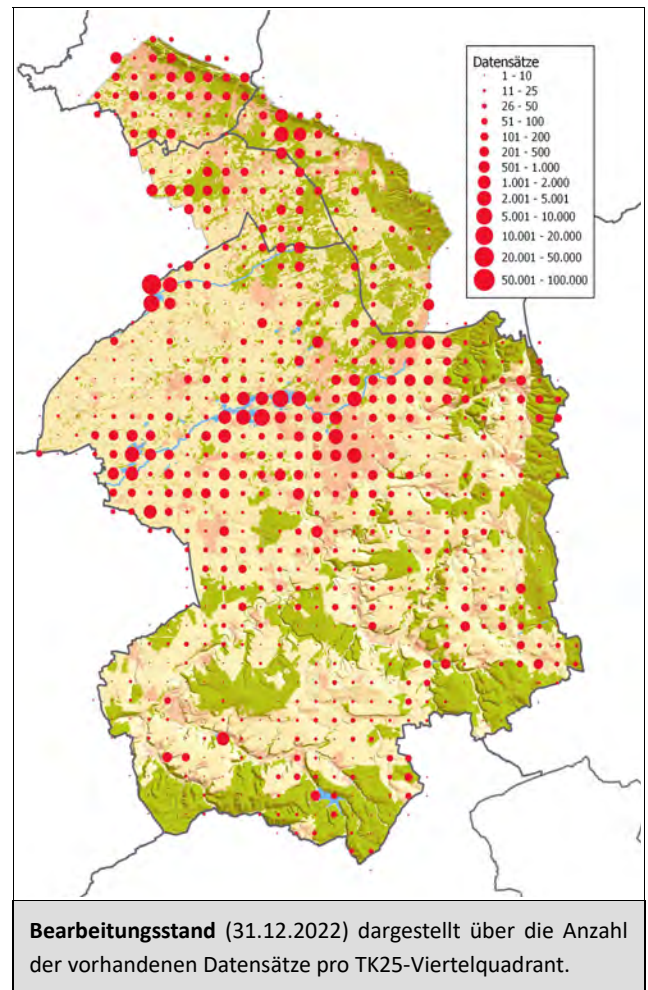 Datensätze
1 - 10
11 - 25
26 - 50
51 - 100
101 - 200
201 - 500
501 - 1.000
1.001 - 2.000
2.001 - 5.001
5.001 - 10.000
10.001 - 20.000
20.001 - 50.000
50.001 - 100.000
Bearbeitungsstand (31.12.2022) dargestellt über die Anzahl
der vorhandenen Datensätze pro TK25-Viertelquadrant.